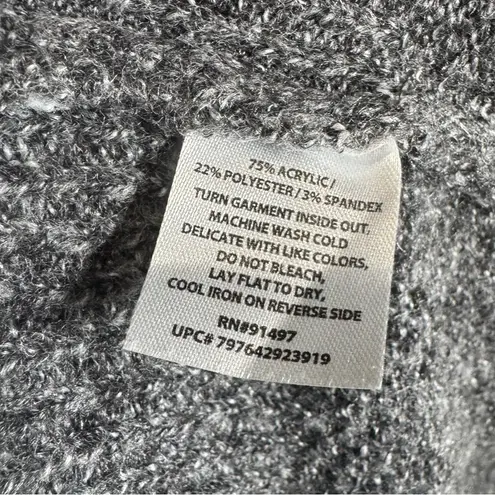 75% ACRYLIC/
22% POLYESTER/3% SPANDEX
TURN GARMENT INSIDE OUT,
MACHINE WASH COLD
DELICATE WITH LIKE COLORS,
DO NOT BLEACH,
LAY FLAT TO DRY,
COOL IRON ON REVERSE SIDE
RN#91497
UPC# 797642923919